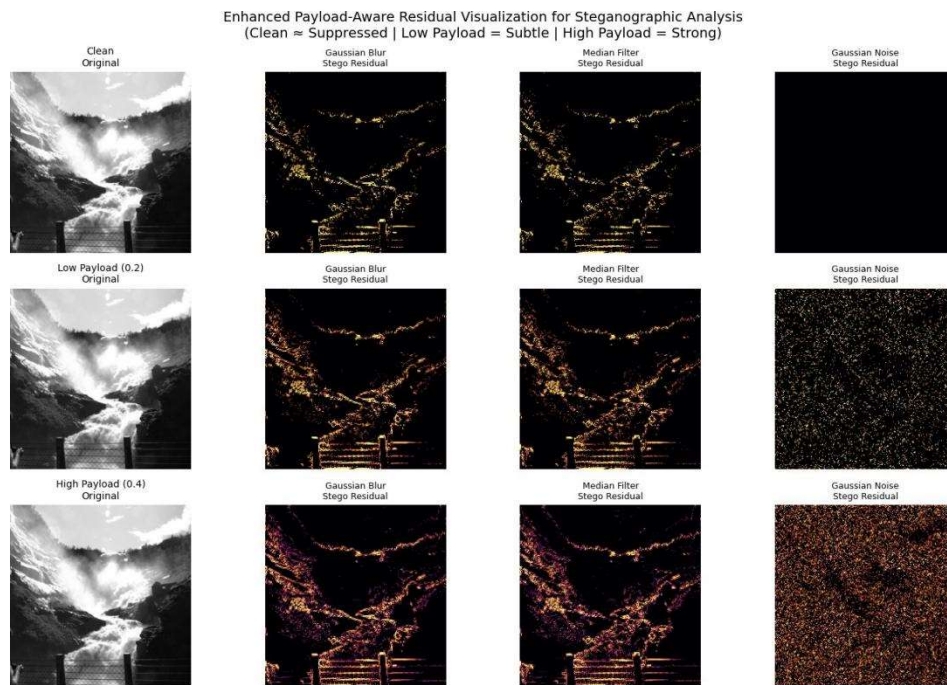 Enhanced Payload-Aware Residual Visualization for Steganographic Analysis
(Clean ≈ Suppressed | Low Payload = Subtle | High Payload = Strong)
Clean
Original
Gaussian Blur
Stego Residual
Median Filter
Stego Residual
Gaussian Noise
Stego Residual
Low Payload (0.2)
Original
Gaussian Blur
Stego Residual
Median Filter
Stego Residual
Gaussian Noise
Stego Residual
High Payload (0.4)
Original
Gaussian Blur
Stego Residual
Median Filter
Stego Residual
Gaussian Noise
Stego Residual